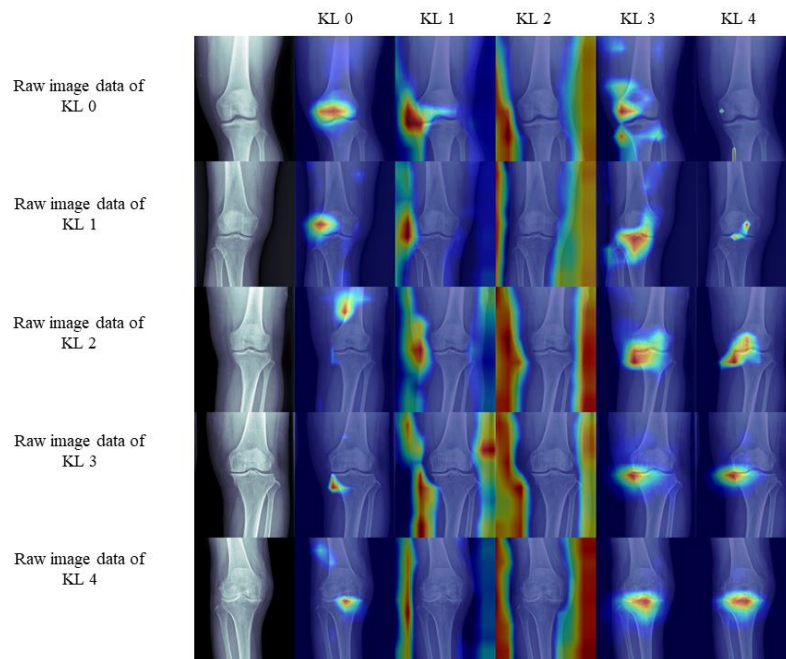 KL 0 KL 1 KL 2 KL 3 KL 4
Raw image data of
KL 0
Raw image data of
KL 1
Raw image data of
KL 2
Raw image data of
KL 3
Raw image data of
KL 4